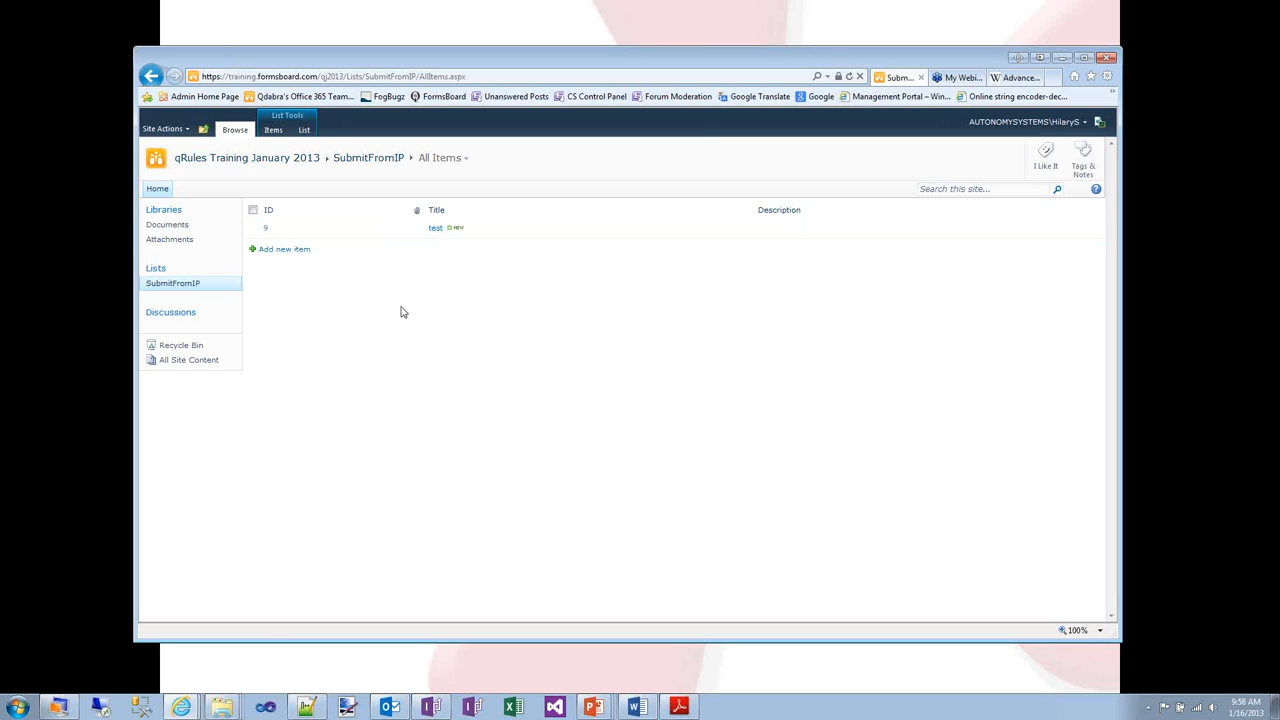 https://training.formsboard.com/qj2013/Lists/SubmitFromIP/AllItems.aspx
Subm...
My Webi...
Advance...
Admin Home Page
Qdabra's Office 365 Team...
FogBugz
FormsBoard
Unanswered Posts
CS Control Panel
Forum Moderation
Google Translate
Google
Management Portal – Win...
Online string encoder-dec...
List Tools
Site Actions
Browse
Items
List
AUTONOMYSYSTEMS\HilaryS
qRules Training January 2013 ▸ SubmitFromIP ▸ All Items
I Like It
Tags & Notes
Home
Search this site...
Libraries
Documents
Attachments
Lists
SubmitFromIP
Discussions
Recycle Bin
All Site Content
ID
Title
Description
9
test
NEW
Add new item
100%
9:58 AM
1/16/2013